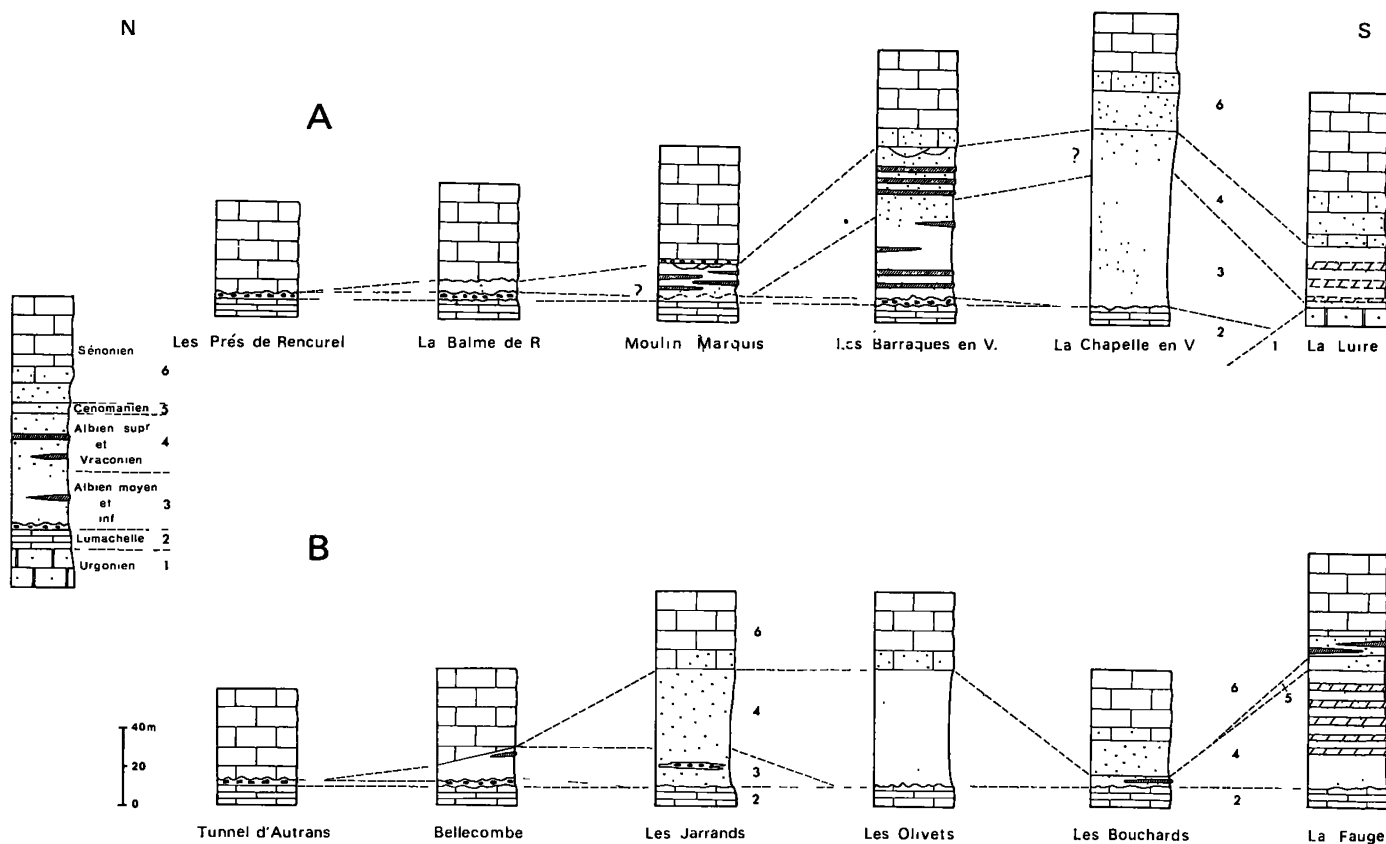 N
S
A
6
?
4
3
2
1
?
Les Prés de Rencurel
La Balme de R
Moulin Marquis
Les Barraques en V.
La Chapelle en V
La Luire
Sénonien
6
Cenomanien 5
Albien supr
et
Vraconien
4
Albien moyen
et
inf
3
Lumachelle 2
Urgonien 1
B
6
4
3
2
6
5
4
2
40m
20
0
Tunnel d'Autrans
Bellecombe
Les Jarrands
Les Olivets
Les Bouchards
La Fauge